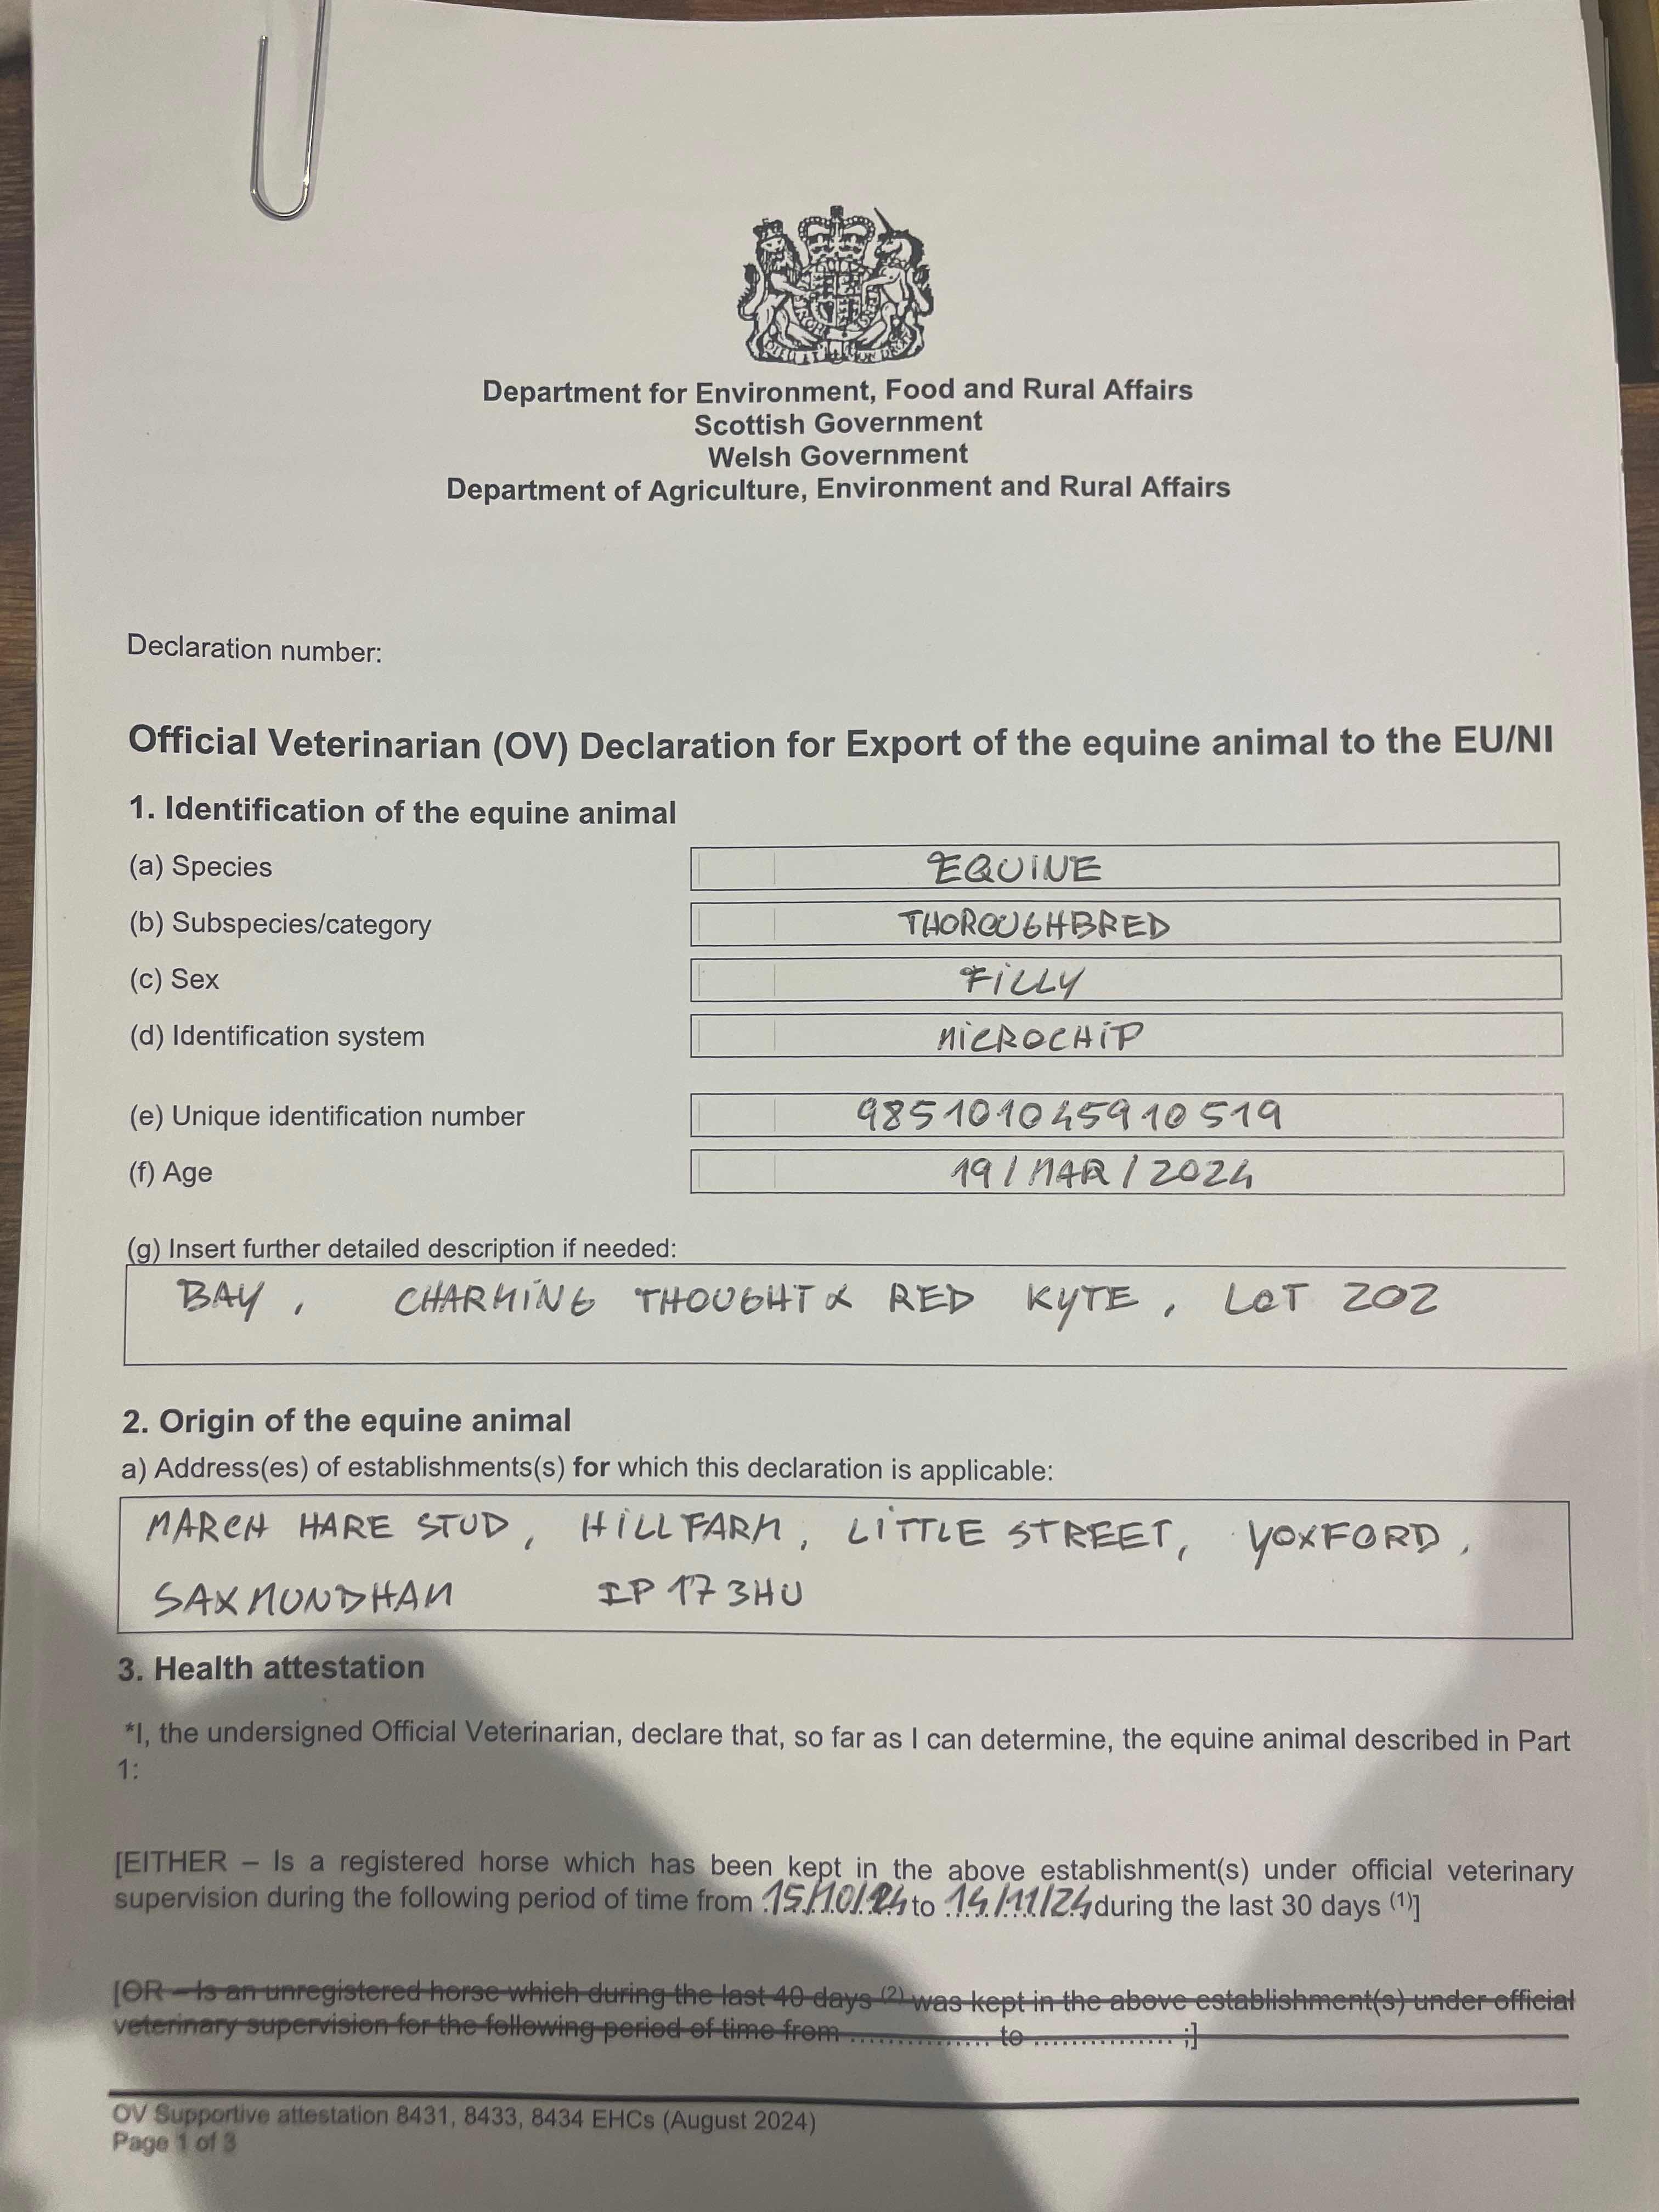 Department for Environment, Food and Rural Affairs
Scottish Government
Welsh Government
Department of Agriculture, Environment and Rural Affairs
Declaration number:
Official Veterinarian (OV) Declaration for Export of the equine animal to the EU/NI
1. Identification of the equine animal
(a) Species EQUINE
(b) Subspecies/category THOROUGHBRED
(c) Sex FILLY
(d) Identification system MICROCHIP
(e) Unique identification number 985101045910519
(f) Age 19/MAR/2024
(g) Insert further detailed description if needed:
BAY, CHARMING THOUGHT x RED KYTE, LOT 202
2. Origin of the equine animal
a) Address(es) of establishments(s) for which this declaration is applicable:
MARCH HARE STUD, HILL FARM, LITTLE STREET, YOXFORD,
SAXMUNDHAM IP17 3HU
3. Health attestation
*I, the undersigned Official Veterinarian, declare that, so far as I can determine, the equine animal described in Part
1:
[EITHER – Is a registered horse which has been kept in the above establishment(s) under official veterinary
supervision during the following period of time from 15/10/24 to 14/11/24 during the last 30 days (1)]
[OR – Is an unregistered horse which during the last 40 days (2) was kept in the above establishment(s) under official
veterinary supervision for the following period of time from ................ to ................ ;]
OV Supportive attestation 8431, 8433, 8434 EHCs (August 2024)
Page 1 of 3